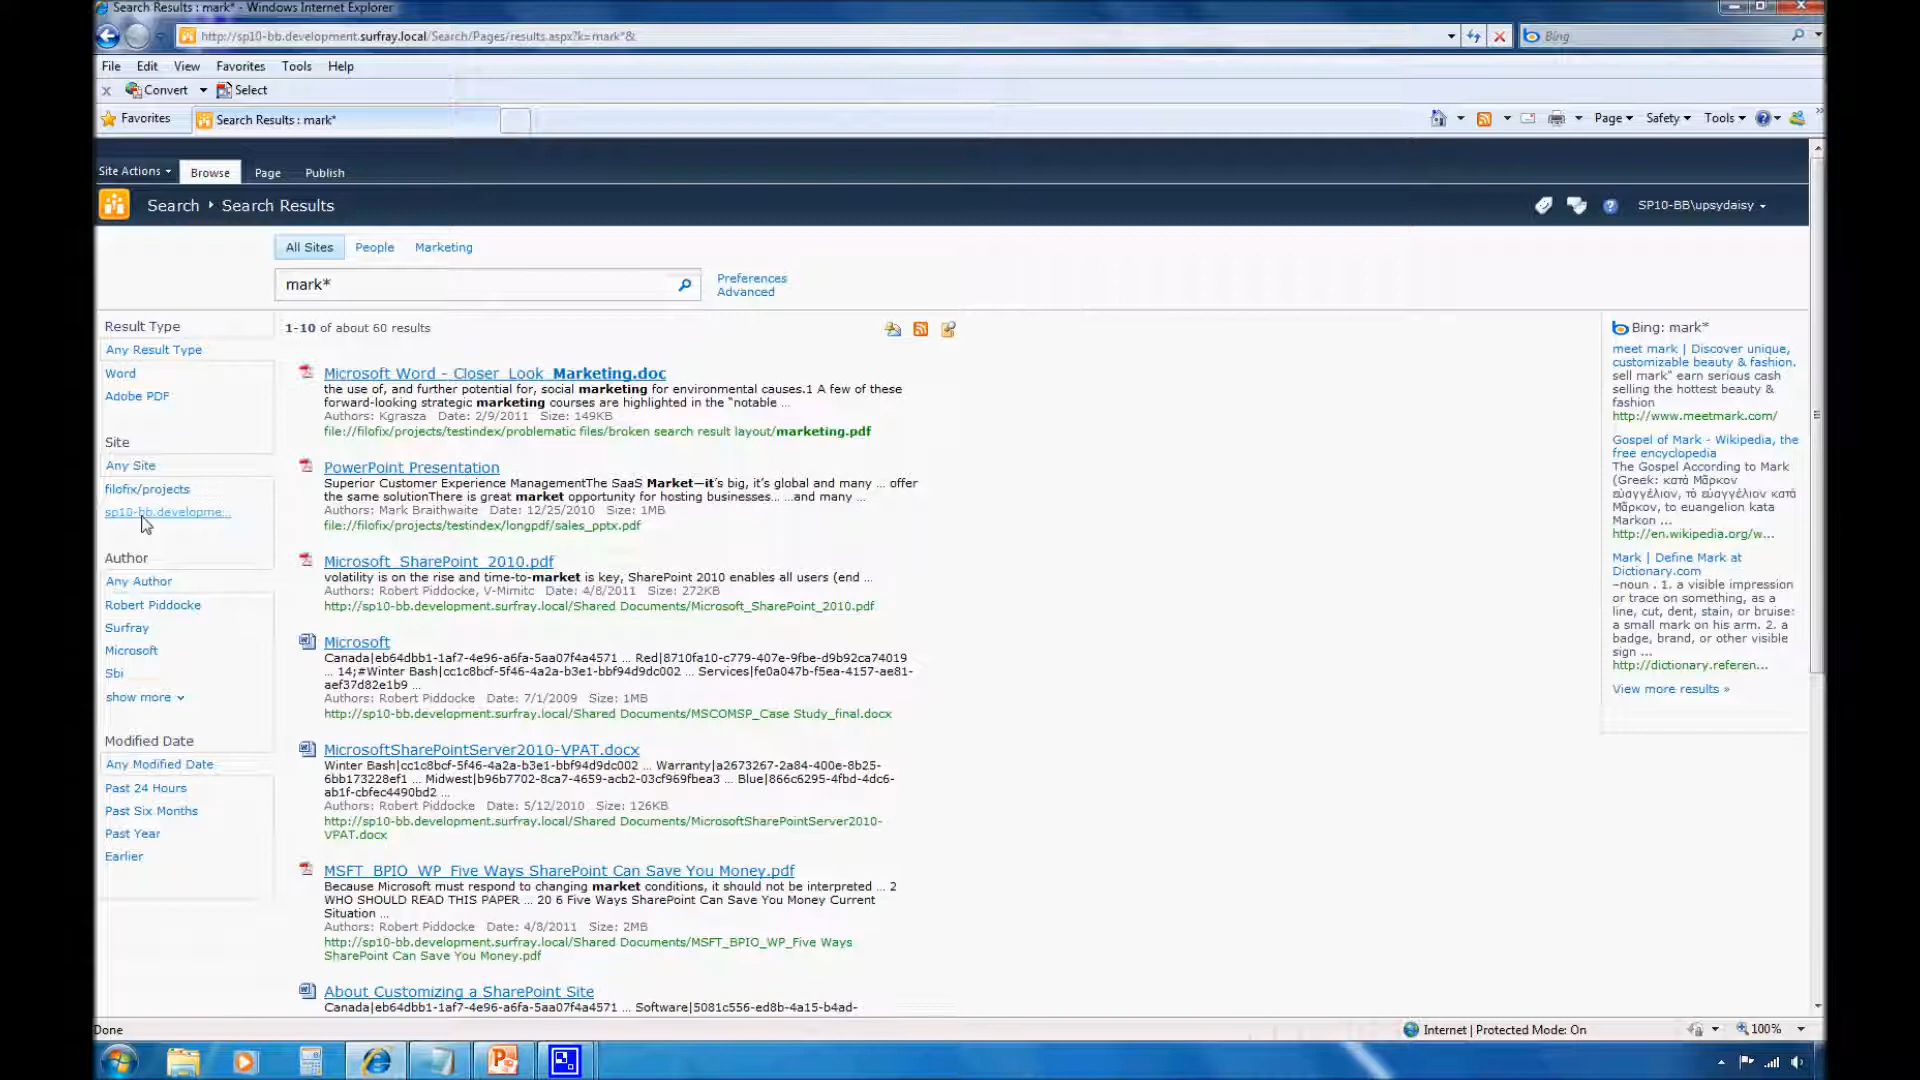 Search Results : mark* - Windows Internet Explorer
http://sp10-bb.development.surfray.local/Search/Pages/results.aspx?k=mark*&
Bing
File Edit View Favorites Tools Help
x Convert Select
Favorites Search Results : mark* Page Safety Tools
Site Actions Browse Page Publish
Search Search Results SP10-BB\upsydaisy
All Sites People Marketing
mark*
Preferences
Advanced
Result Type
Any Result Type
Word
Adobe PDF
Site
Any Site
filofix/projects
sp10-bb.developme...
Author
Any Author
Robert Piddocke
Surfray
Microsoft
Sbi
show more
Modified Date
Any Modified Date
Past 24 Hours
Past Six Months
Past Year
Earlier
1-10 of about 60 results
Microsoft Word - Closer_Look_Marketing.doc
the use of, and further potential for, social marketing for environmental causes.1 A few of these
forward-looking strategic marketing courses are highlighted in the “notable ...
Authors: Kgrasza Date: 2/9/2011 Size: 149KB
file://filofix/projects/testindex/problematic files/broken search result layout/marketing.pdf
PowerPoint Presentation
Superior Customer Experience ManagementThe SaaS Market—it’s big, it’s global and many ... offer
the same solutionThere is great market opportunity for hosting businesses... ...and many ...
Authors: Mark Braithwaite Date: 12/25/2010 Size: 1MB
file://filofix/projects/testindex/longpdf/sales_pptx.pdf
Microsoft_SharePoint_2010.pdf
volatility is on the rise and time-to-market is key, SharePoint 2010 enables all users (end ...
Authors: Robert Piddocke, V-Mimitc Date: 4/8/2011 Size: 272KB
http://sp10-bb.development.surfray.local/Shared Documents/Microsoft_SharePoint_2010.pdf
Microsoft
Canada|eb64dbb1-1af7-4e96-a6fa-5aa07f4a4571 ... Red|8710fa10-c779-407e-9fbe-d9b92ca74019
... 14;#Winter Bash|cc1c8bcf-5f46-4a2a-b3e1-bbf94d9dc002 ... Services|fe0a047b-f5ea-4157-ae81-
aef37d82e1b9 ...
Authors: Robert Piddocke Date: 7/1/2009 Size: 1MB
http://sp10-bb.development.surfray.local/Shared Documents/MSCOMSP_Case Study_final.docx
MicrosoftSharePointServer2010-VPAT.docx
Winter Bash|cc1c8bcf-5f46-4a2a-b3e1-bbf94d9dc002 ... Warranty|a2673267-2a84-400e-8b25-
6bb173228ef1 ... Midwest|b96b7702-8ca7-4659-acb2-03cf969fbea3 ... Blue|866c6295-4fbd-4dc6-
ab1f-cbfec4490bd2 ...
Authors: Robert Piddocke Date: 5/12/2010 Size: 126KB
http://sp10-bb.development.surfray.local/Shared Documents/MicrosoftSharePointServer2010-
VPAT.docx
MSFT_BPIO_WP_Five Ways SharePoint Can Save You Money.pdf
Because Microsoft must respond to changing market conditions, it should not be interpreted ... 2
WHO SHOULD READ THIS PAPER ... 20 6 Five Ways SharePoint Can Save You Money Current
Situation ...
Authors: Robert Piddocke Date: 4/8/2011 Size: 2MB
http://sp10-bb.development.surfray.local/Shared Documents/MSFT_BPIO_WP_Five Ways
SharePoint Can Save You Money.pdf
About Customizing a SharePoint Site
Canada|eb64dbb1-1af7-4e96-a6fa-5aa07f4a4571 ... Software|5081c556-ed8b-4a15-b4ad-
Bing: mark*
meet mark | Discover unique,
customizable beauty & fashion.
sell mark" earn serious cash
selling the hottest beauty &
fashion
http://www.meetmark.com/
Gospel of Mark - Wikipedia, the
free encyclopedia
The Gospel According to Mark
(Greek: κατὰ Μᾶρκον
εὐαγγέλιον, τὸ εὐαγγέλιον κατὰ
Μᾶρκον, to euangelion kata
Markon ...
http://en.wikipedia.org/w...
Mark | Define Mark at
Dictionary.com
–noun . 1. a visible impression
or trace on something, as a
line, cut, dent, stain, or bruise:
a small mark on his arm. 2. a
badge, brand, or other visible
sign ...
http://dictionary.referen...
View more results »
Done Internet | Protected Mode: On 100%